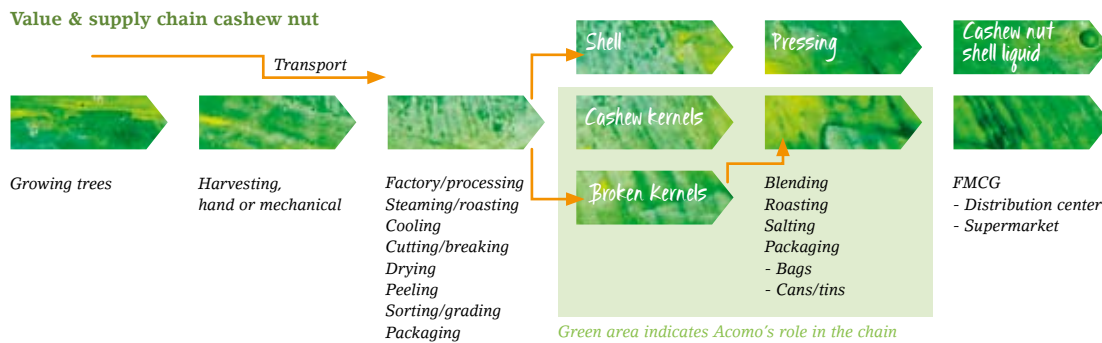 Value & supply chain cashew nut
Transport
Shell
Pressing
Cashew nut
shell liquid
Cashew kernels
Broken Kernels
Growing trees
Harvesting,
hand or mechanical
Factory/processing
Steaming/roasting
Cooling
Cutting/breaking
Drying
Peeling
Sorting/grading
Packaging
Blending
Roasting
Salting
Packaging
- Bags
- Cans/tins
FMCG
- Distribution center
- Supermarket
Green area indicates Acomo's role in the chain